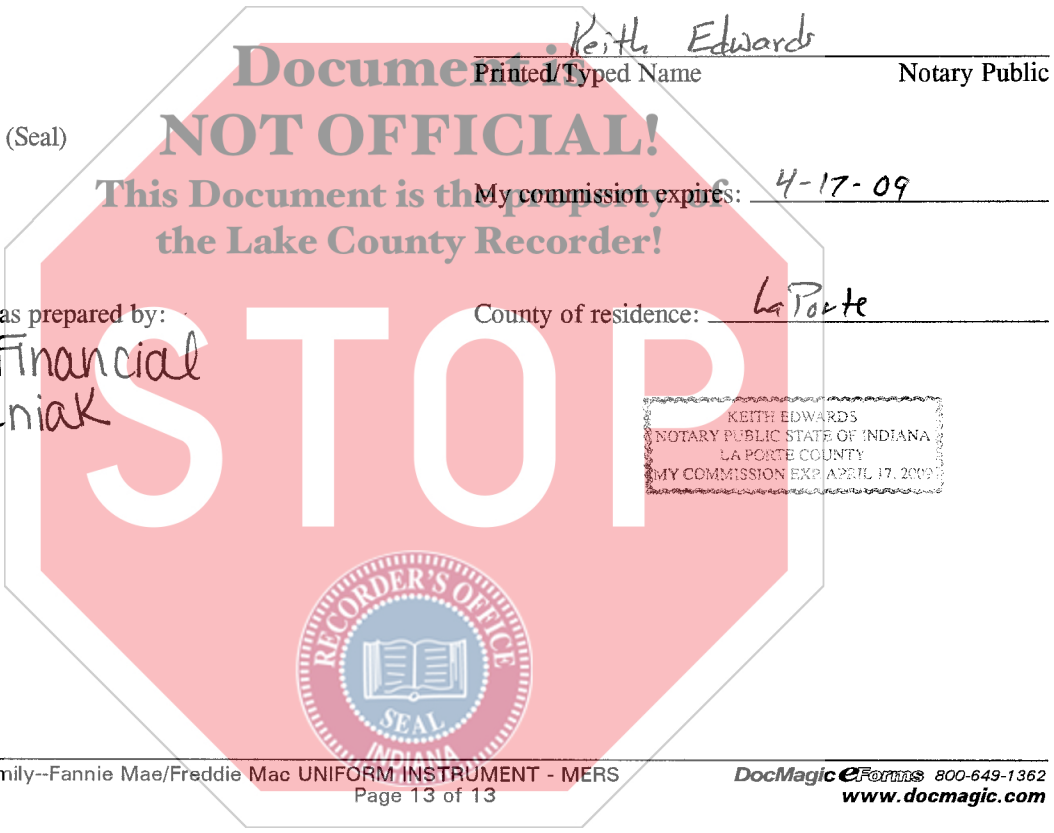 Keith Edwards
Printed/Typed Name Notary Public
Document is
NOT OFFICIAL!
(Seal)
This Document is the property of
the Lake County Recorder!
My commission expires: 4-17-09
as prepared by:
County of residence: LaPorte
Financial
niak
STOP
KEITH EDWARDS
NOTARY PUBLIC STATE OF INDIANA
LA PORTE COUNTY
MY COMMISSION EXP. APRIL 17, 2009
RECORDER'S OFFICE
SEAL
INDIANA
mily--Fannie Mae/Freddie Mac UNIFORM INSTRUMENT - MERS
Page 13 of 13
DocMagic eForms 800-649-1362
www.docmagic.com